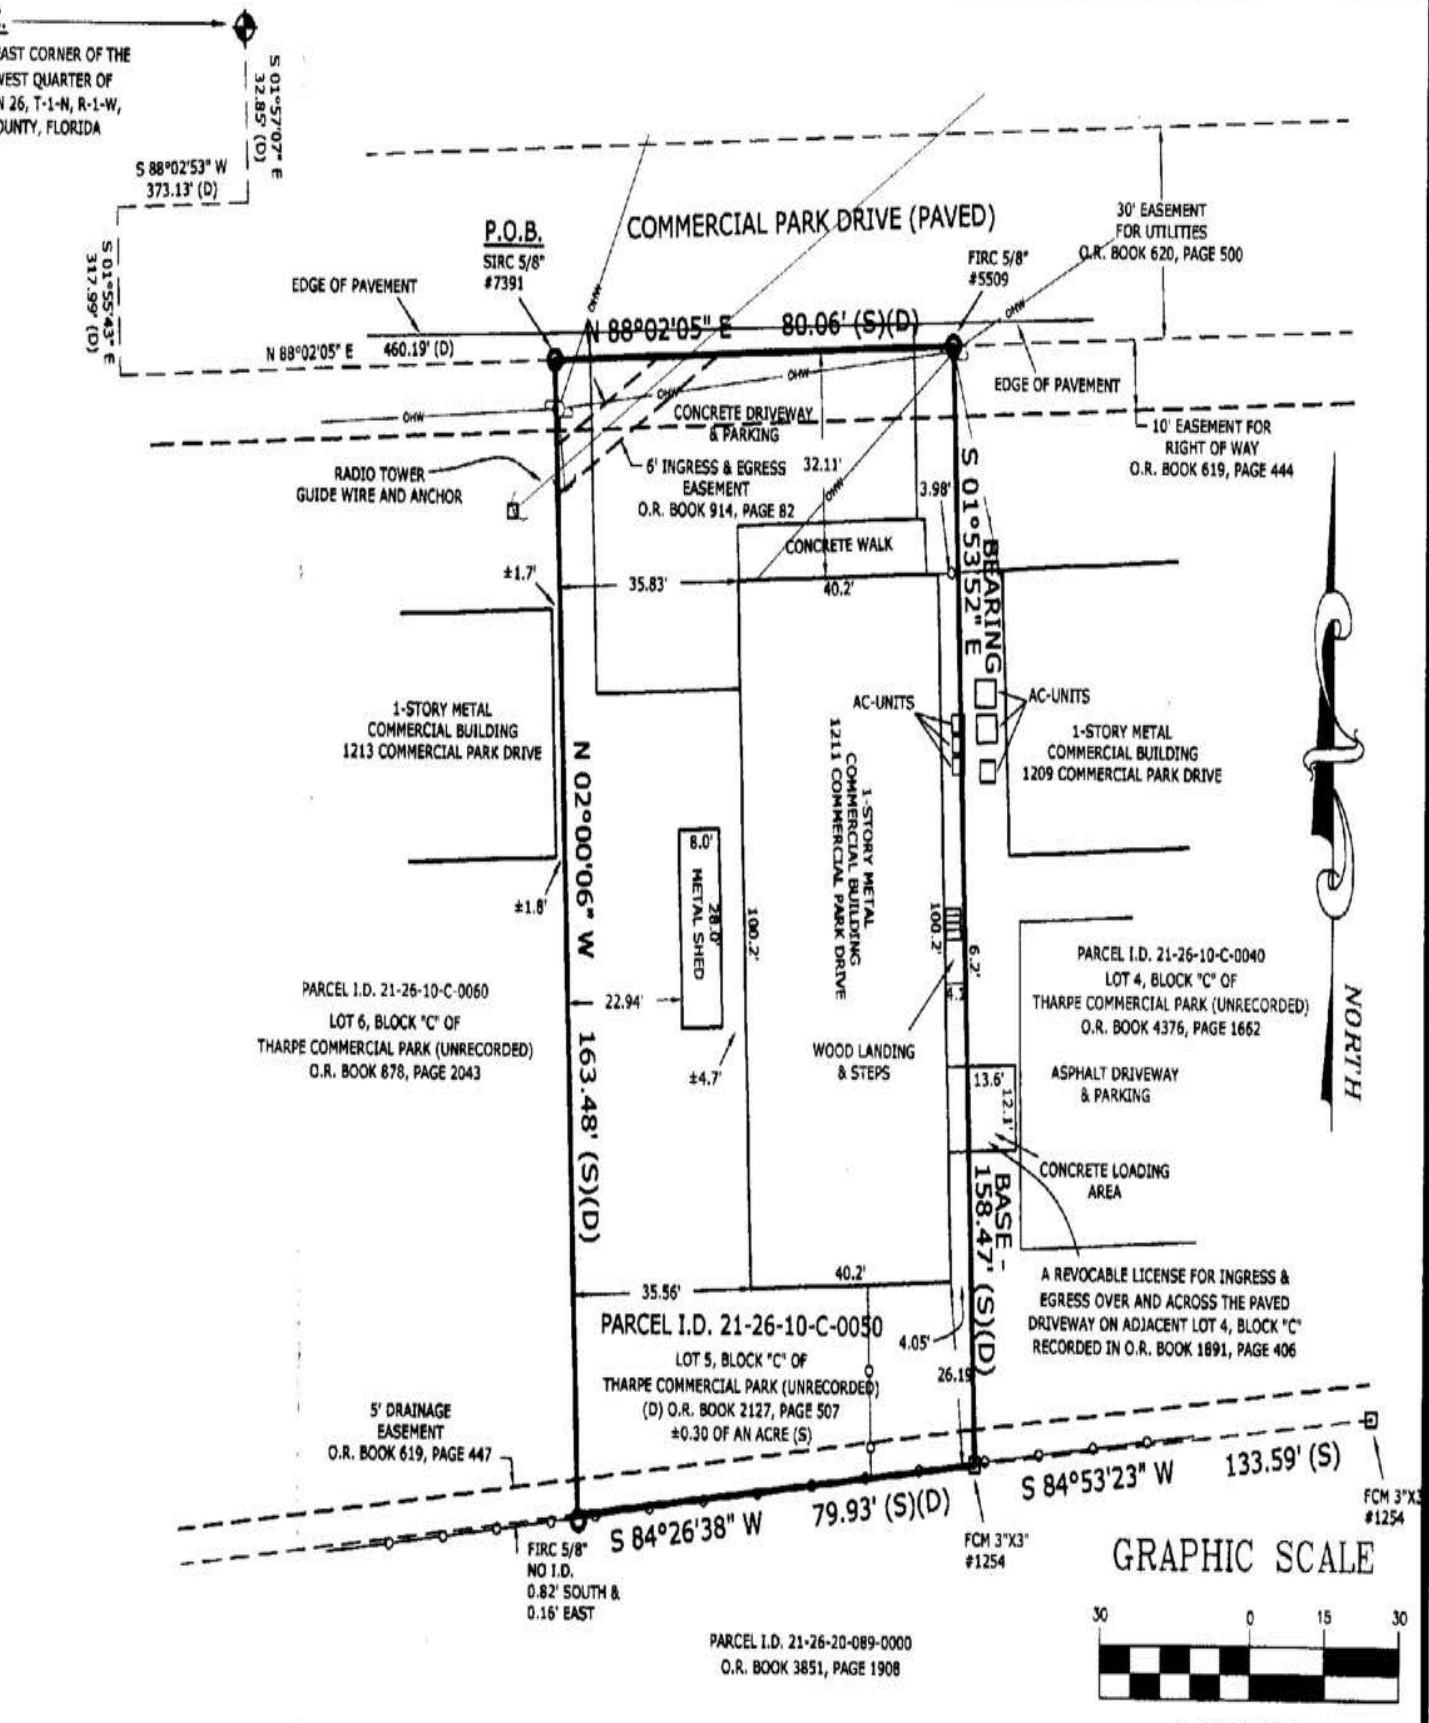 AST CORNER OF THE
WEST QUARTER OF
N 26, T-1-N, R-1-W,
OUNTY, FLORIDA
S 01°57'07" E
32.85' (D)
S 88°02'53" W
373.13' (D)
S 01°55'43" E
317.99' (D)
P.O.B.
SIRC 5/8"
#7391
COMMERCIAL PARK DRIVE (PAVED)
30' EASEMENT
FOR UTILITIES
O.R. BOOK 620, PAGE 500
FIRC 5/8"
#5509
EDGE OF PAVEMENT
OHW
OHW
N 88°02'05" E 80.06' (S)(D)
N 88°02'05" E 460.19' (D)
EDGE OF PAVEMENT
OHW
OHW
OHW
CONCRETE DRIVEWAY
& PARKING
10' EASEMENT FOR
RIGHT OF WAY
O.R. BOOK 619, PAGE 444
RADIO TOWER
GUIDE WIRE AND ANCHOR
6' INGRESS & EGRESS
EASEMENT
O.R. BOOK 914, PAGE 82
32.11'
OHW
3.98'
S 01°53'52" E
BEARING
CONCRETE WALK
±1.7'
35.83'
40.2'
1-STORY METAL
COMMERCIAL BUILDING
1213 COMMERCIAL PARK DRIVE
AC-UNITS
AC-UNITS
1-STORY METAL
COMMERCIAL BUILDING
1209 COMMERCIAL PARK DRIVE
1-STORY METAL
COMMERCIAL BUILDING
1211 COMMERCIAL PARK DRIVE
N 02°00'06" W 163.48' (S)(D)
8.0'
28.0'
METAL SHED
100.2'
100.2'
±1.8'
6.2'
PARCEL I.D. 21-26-10-C-0040
LOT 4, BLOCK "C" OF
THARPE COMMERCIAL PARK (UNRECORDED)
O.R. BOOK 4376, PAGE 1662
PARCEL I.D. 21-26-10-C-0060
LOT 6, BLOCK "C" OF
THARPE COMMERCIAL PARK (UNRECORDED)
O.R. BOOK 878, PAGE 2043
22.94'
±4.7'
WOOD LANDING
& STEPS
13.6'
12.1'
ASPHALT DRIVEWAY
& PARKING
NORTH
CONCRETE LOADING
AREA
BASE -
158.47' (S)(D)
35.56'
40.2'
A REVOCABLE LICENSE FOR INGRESS &
EGRESS OVER AND ACROSS THE PAVED
DRIVEWAY ON ADJACENT LOT 4, BLOCK "C"
RECORDED IN O.R. BOOK 1891, PAGE 406
PARCEL I.D. 21-26-10-C-0050
LOT 5, BLOCK "C" OF
THARPE COMMERCIAL PARK (UNRECORDED)
(D) O.R. BOOK 2127, PAGE 507
±0.30 OF AN ACRE (S)
4.05'
26.19
5' DRAINAGE
EASEMENT
O.R. BOOK 619, PAGE 447
S 84°26'38" W 79.93' (S)(D)
S 84°53'23" W 133.59' (S)
FIRC 5/8"
NO I.D.
0.82' SOUTH &
0.16' EAST
FCM 3"X3"
#1254
FCM 3"X3
#1254
GRAPHIC SCALE
30 0 15 30
PARCEL I.D. 21-26-20-089-0000
O.R. BOOK 3851, PAGE 1908